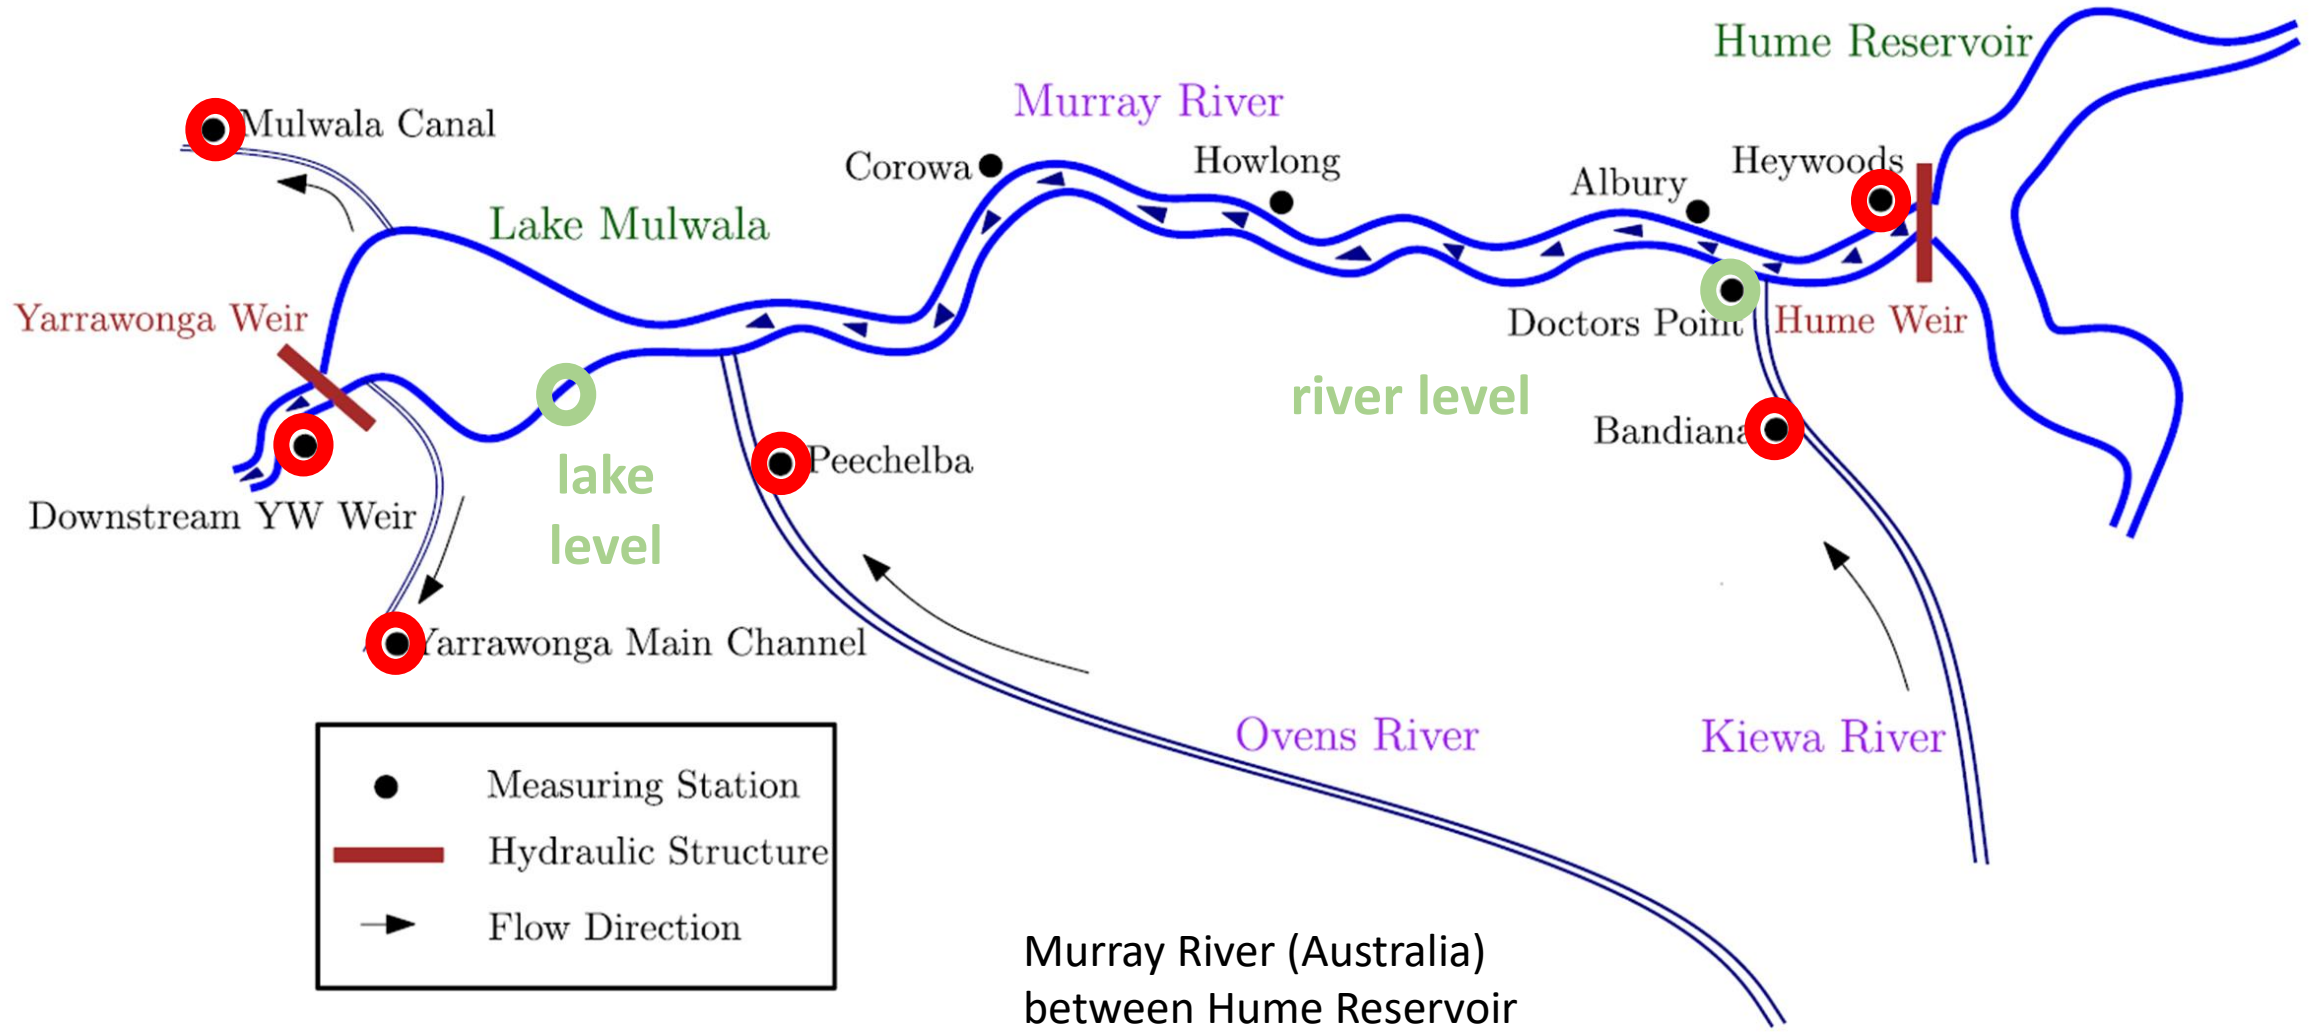 Hume Reservoir
Murray River
Mulwala Canal
Corowa
Howlong
Albury
Heywoods
Lake Mulwala
Yarrawonga Weir
Doctors Point
Hume Weir
river level
Bandiana
Peechelba
lake
level
Downstream YW Weir
Yarrawonga Main Channel
Ovens River
Kiewa River
Measuring Station
Hydraulic Structure
Flow Direction
Murray River (Australia)
between Hume Reservoir